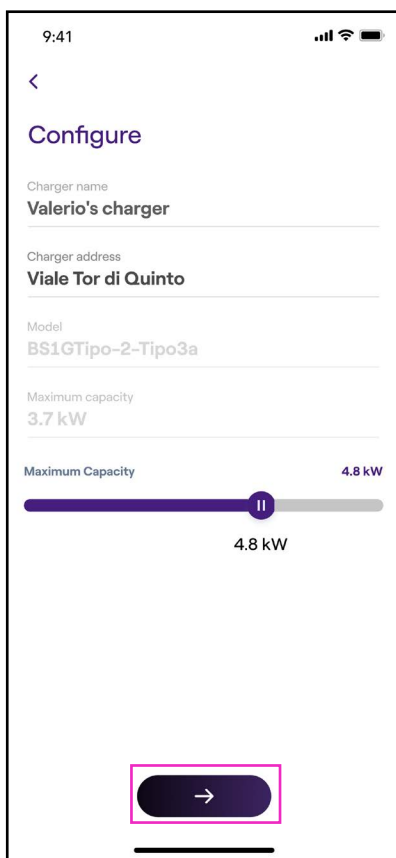 9:41
Configure
Charger name
Valerio's charger
Charger address
Viale Tor di Quinto
Model
BS1GTipo-2-Tipo3a
Maximum capacity
3.7 kW
Maximum Capacity 4.8 kW
4.8 kW